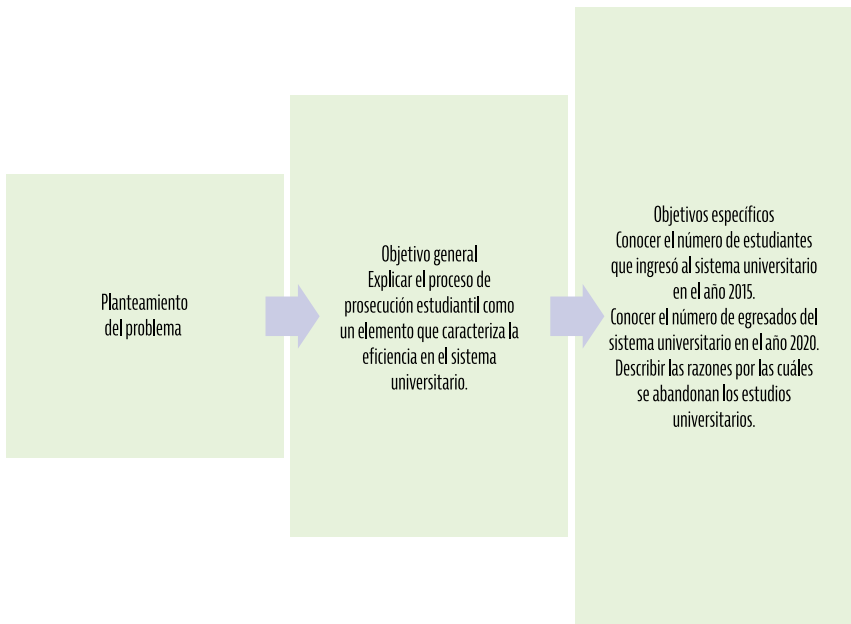 Planteamiento
del problema
Objetivo general
Explicar el proceso de
prosecución estudiantil como
un elemento que caracteriza la
eficiencia en el sistema
universitario.
Objetivos específicos
Conocer el número de estudiantes
que ingresó al sistema universitario
en el año 2015.
Conocer el número de egresados del
sistema universitario en el año 2020.
Describir las razones por las cuáles
se abandonan los estudios
universitarios.